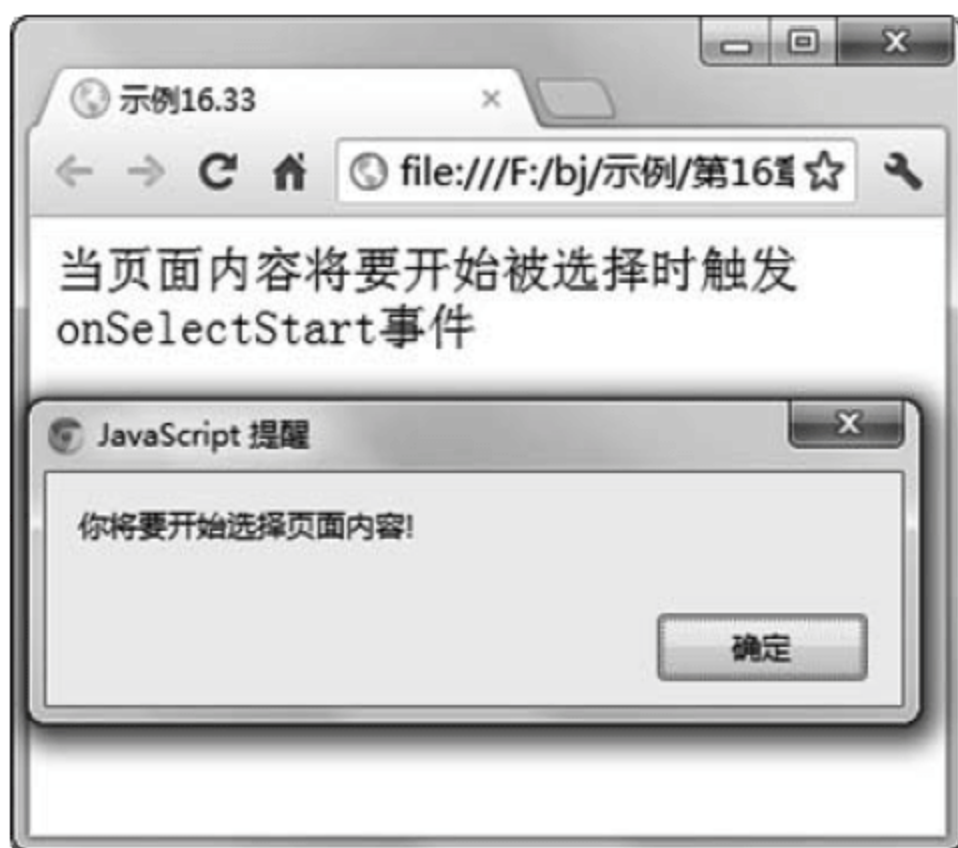 示例16.33
file:///F:/bj/示例/第16章
当页面内容将要开始被选择时触发
onSelectStart事件
JavaScript 提醒
你将要开始选择页面内容!
确定